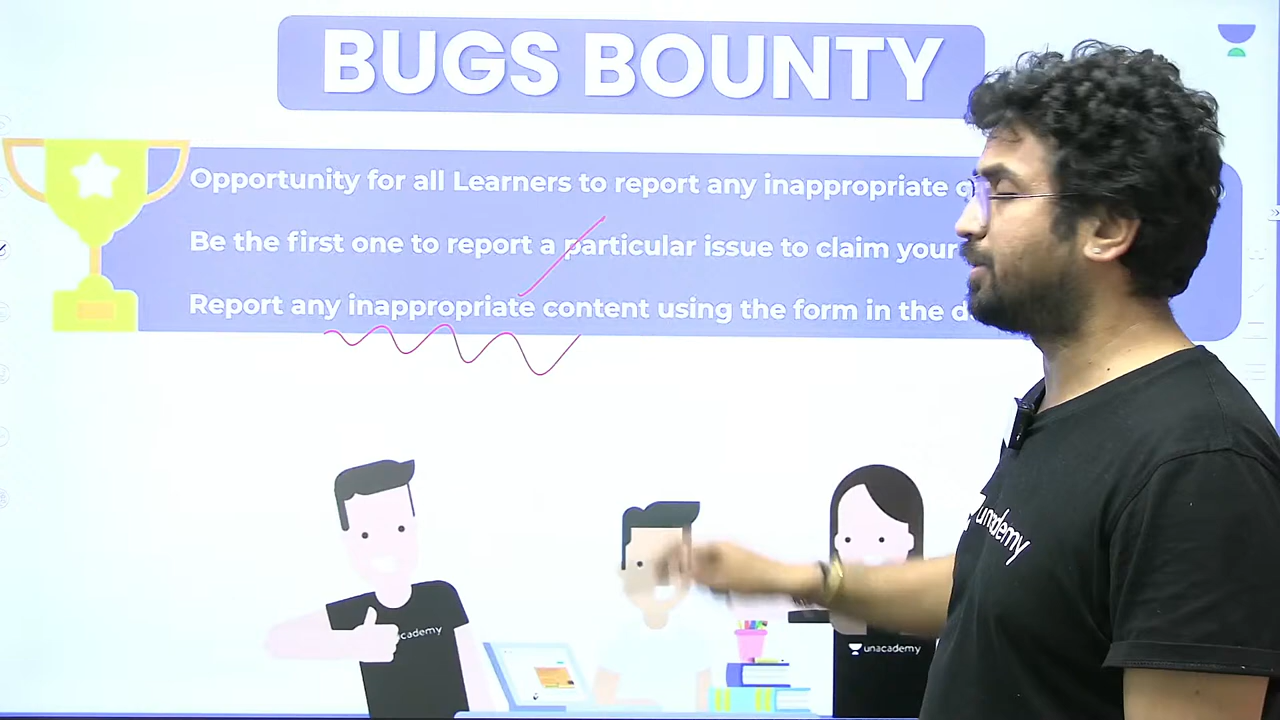 BUGS BOUNTY
Opportunity for all Learners to report any inappropriate
Be the first one to report a particular issue to claim your
Report any inappropriate content using the form in the
unacademy
academy
unacademy